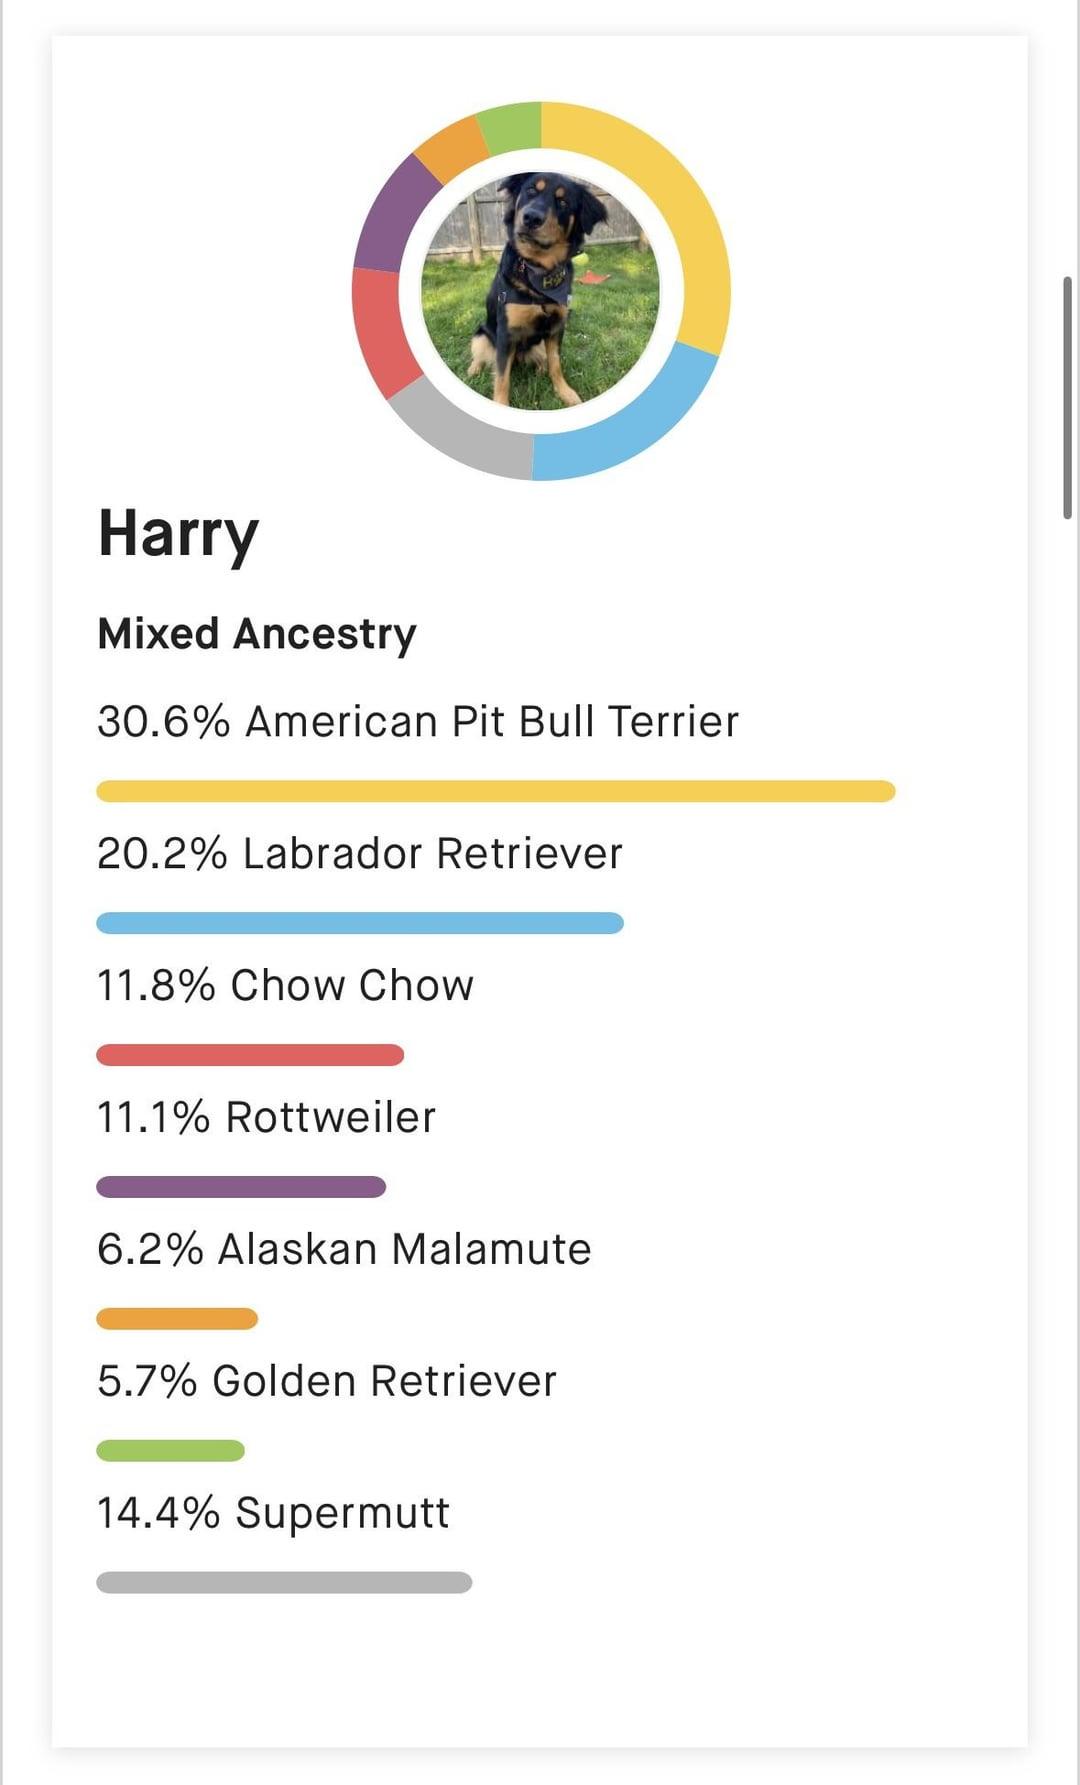 Harry
Mixed Ancestry
30.6% American Pit Bull Terrier
20.2% Labrador Retriever
11.8% Chow Chow
11.1% Rottweiler
6.2% Alaskan Malamute
5.7% Golden Retriever
14.4% Supermutt